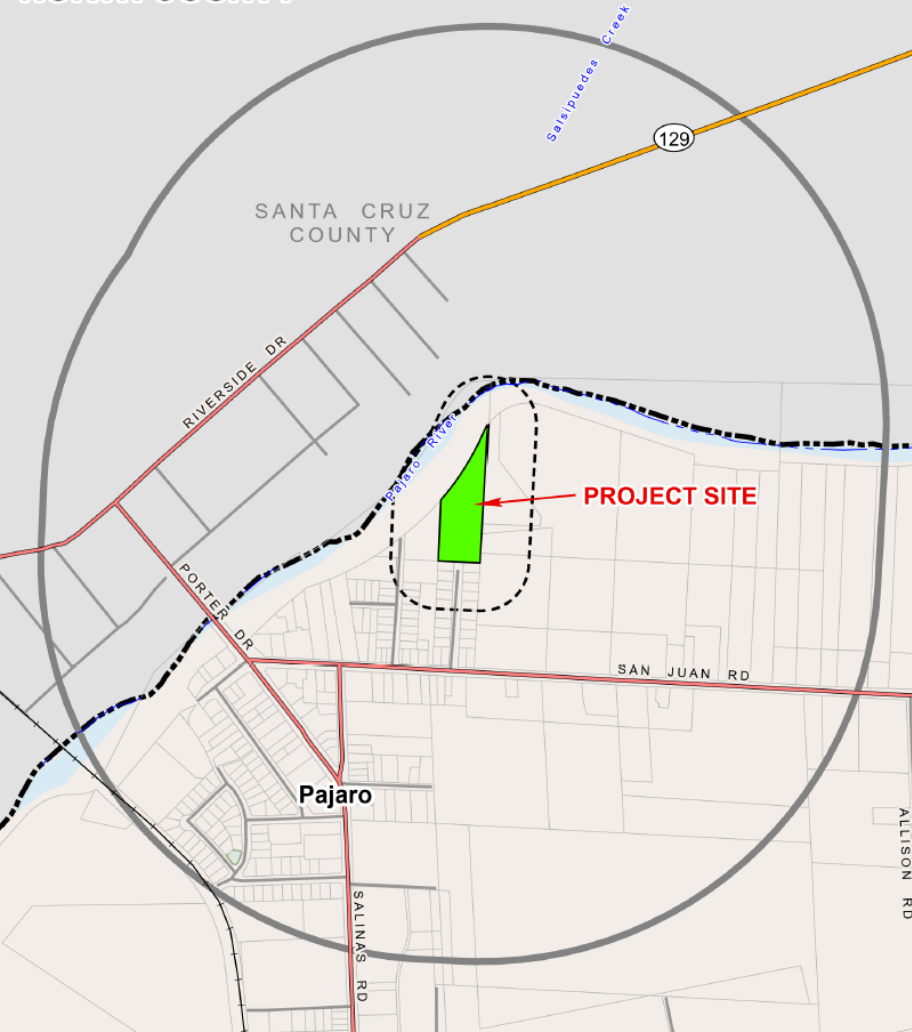 Salsipuedes Creek
129
SANTA CRUZ
COUNTY
RIVERSIDE DR
Pajaro River
PROJECT SITE
PORTER DR
SAN JUAN RD
Pajaro
ALLISON RD
SALINAS RD